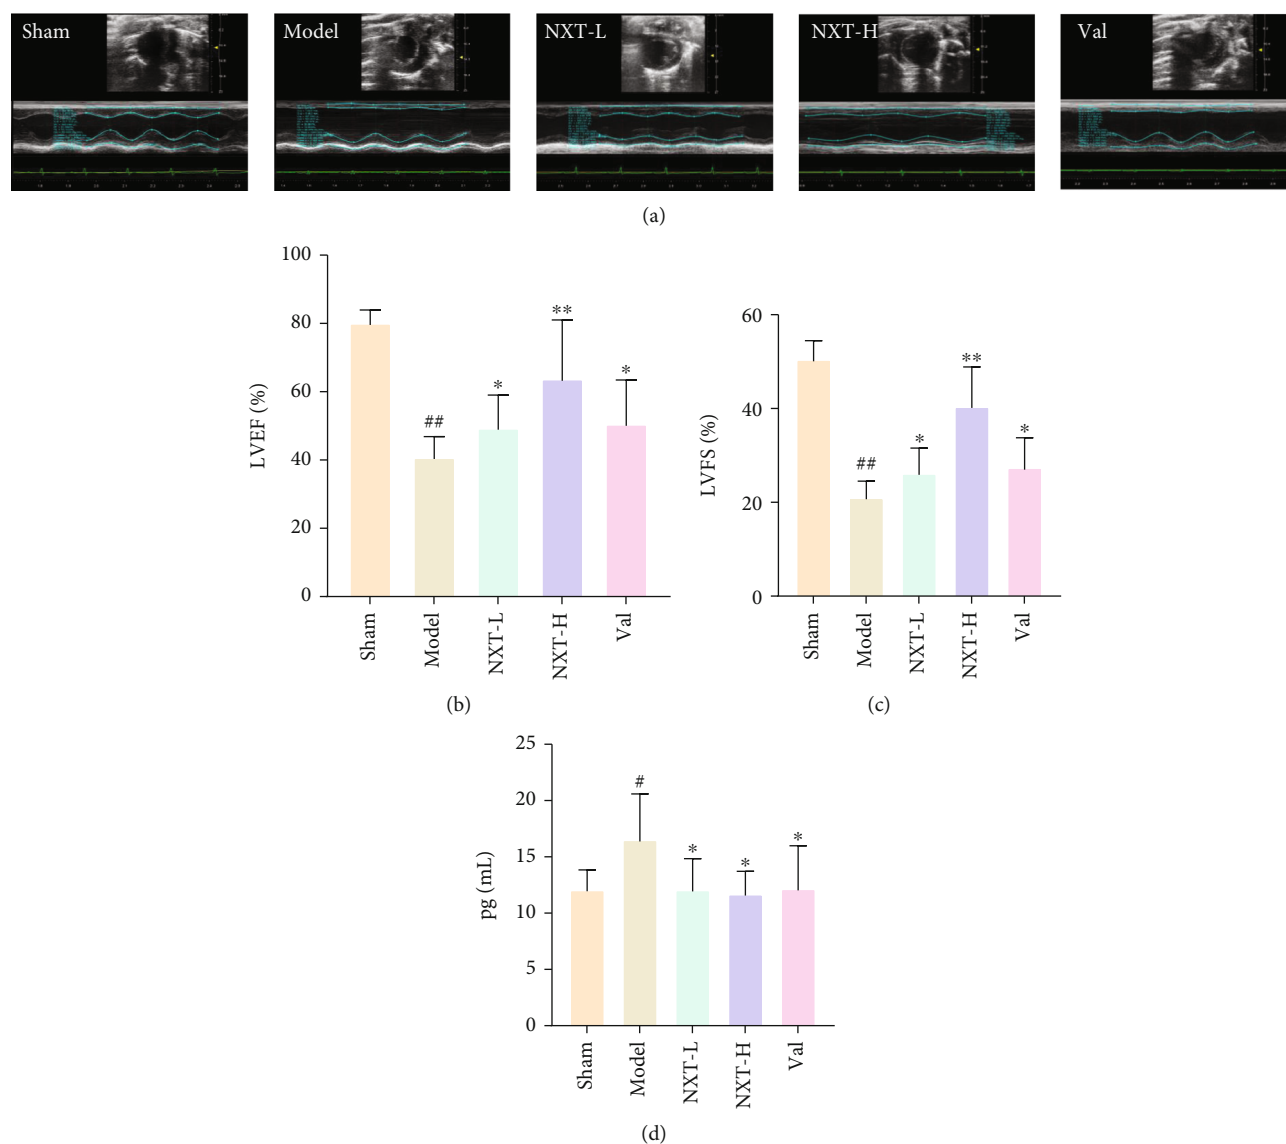 Sham
Model
NXT-L
NXT-H
Val
(a)
100
80
60
40
20
0
LVEF (%)
##
*
**
*
Sham
Model
NXT-L
NXT-H
Val
(b)
60
40
20
0
LVFS (%)
##
*
**
*
Sham
Model
NXT-L
NXT-H
Val
(c)
25
20
15
10
5
0
pg (mL)
#
*
*
*
Sham
Model
NXT-L
NXT-H
Val
(d)